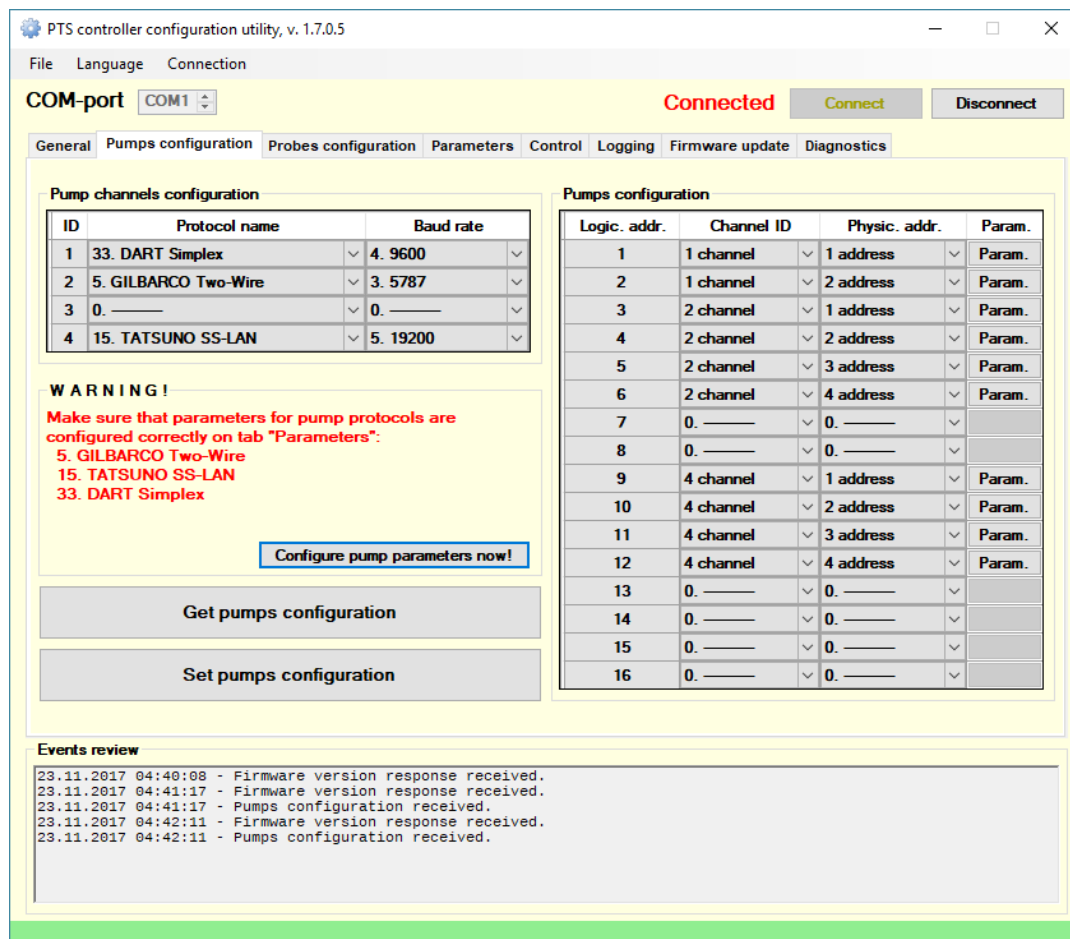 PTS controller configuration utility, v. 1.7.0.5
File Language Connection
COM-port COM1 Connected Connect Disconnect
General Pumps configuration Probes configuration Parameters Control Logging Firmware update Diagnostics
Pump channels configuration
ID Protocol name Baud rate
1 33. DART Simplex 4. 9600
2 5. GILBARCO Two-Wire 3. 5787
3 0. ——— 0. ———
4 15. TATSUNO SS-LAN 5. 19200
W A R N I N G !
Make sure that parameters for pump protocols are
configured correctly on tab "Parameters":
5. GILBARCO Two-Wire
15. TATSUNO SS-LAN
33. DART Simplex
Configure pump parameters now!
Get pumps configuration
Set pumps configuration
Pumps configuration
Logic. addr. Channel ID Physic. addr. Param.
1 1 channel 1 address Param.
2 1 channel 2 address Param.
3 2 channel 1 address Param.
4 2 channel 2 address Param.
5 2 channel 3 address Param.
6 2 channel 4 address Param.
7 0. ——— 0. ———
8 0. ——— 0. ———
9 4 channel 1 address Param.
10 4 channel 2 address Param.
11 4 channel 3 address Param.
12 4 channel 4 address Param.
13 0. ——— 0. ———
14 0. ——— 0. ———
15 0. ——— 0. ———
16 0. ——— 0. ———
Events review
23.11.2017 04:40:08 - Firmware version response received.
23.11.2017 04:41:17 - Firmware version response received.
23.11.2017 04:41:17 - Pumps configuration received.
23.11.2017 04:42:11 - Firmware version response received.
23.11.2017 04:42:11 - Pumps configuration received.